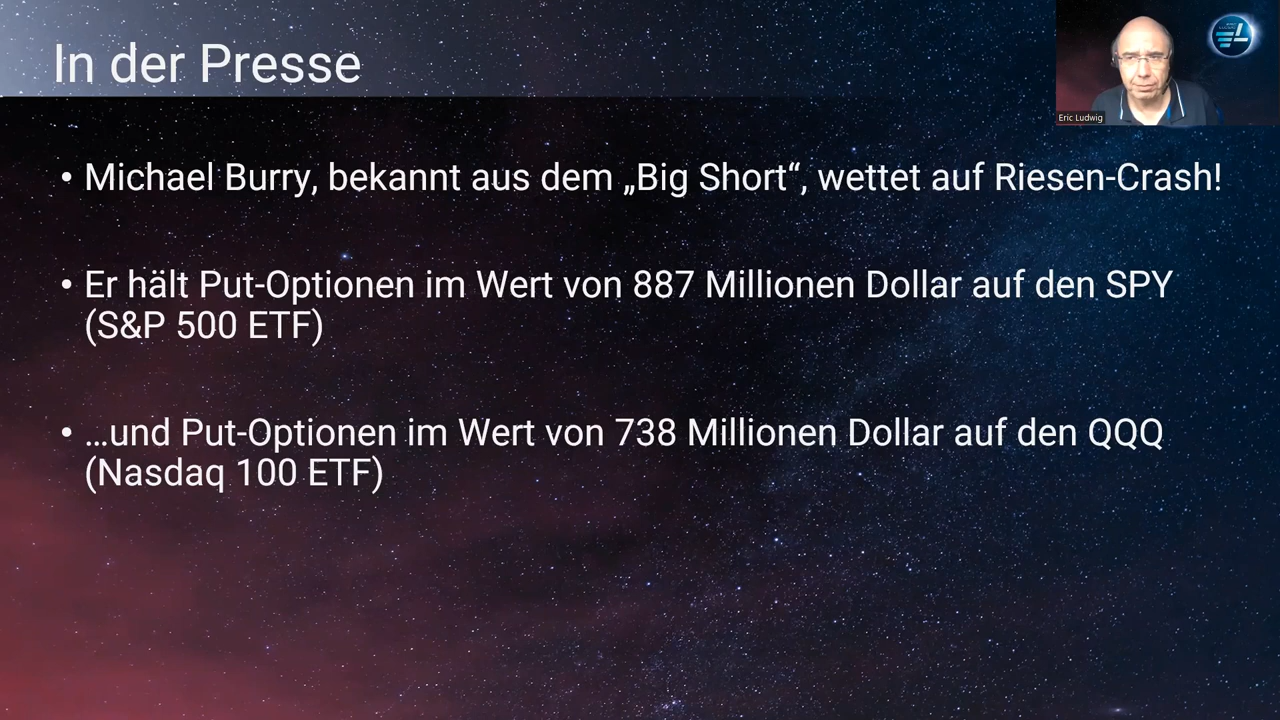 In der Presse
Eric Ludwig
• Michael Burry, bekannt aus dem „Big Short“, wettet auf Riesen-Crash!
• Er hält Put-Optionen im Wert von 887 Millionen Dollar auf den SPY
(S&P 500 ETF)
• …und Put-Optionen im Wert von 738 Millionen Dollar auf den QQQ
(Nasdaq 100 ETF)